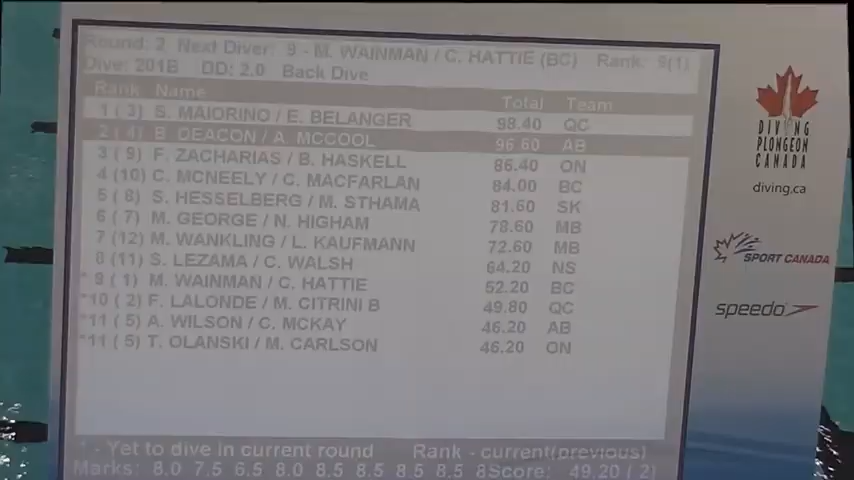 Round: 2 Next Diver: 9 - M. WAINMAN / C. HATTIE (BC) Rank: 9(1)
Dive: 201B DD: 2.0 Back Dive
Rank Name Total Team
1 (3) S. MAIORINO / E. BELANGER 98.40 QC
2 (4) B. DEACON / A. MCCOOL 96.60 AB
3 (9) F. ZACHARIAS / B. HASKELL 86.40 ON
4 (10) C. MCNEELY / C. MACFARLAN 84.00 BC
5 (8) S. HESSELBERG / M. STHAMA 81.60 SK
6 (7) M. GEORGE / N. HIGHAM 78.60 MB
7 (12) M. WANKLING / L. KAUFMANN 72.60 MB
8 (11) S. LEZAMA / C. WALSH 64.20 NS
* 9 (1) M. WAINMAN / C. HATTIE 52.20 BC
*10 (2) F. LALONDE / M. CITRINI B 49.80 QC
*11 (5) A. WILSON / C. MCKAY 46.20 AB
*11 (5) T. OLANSKI / M. CARLSON 46.20 ON
* - Yet to dive in current round Rank - current(previous)
Marks: 8.0 7.5 6.5 8.0 8.5 8.5 8.5 8.5 8 Score: 49.20 ( 2)
DIVING
PLONGEON
CANADA
diving.ca
SPORT CANADA
speedo